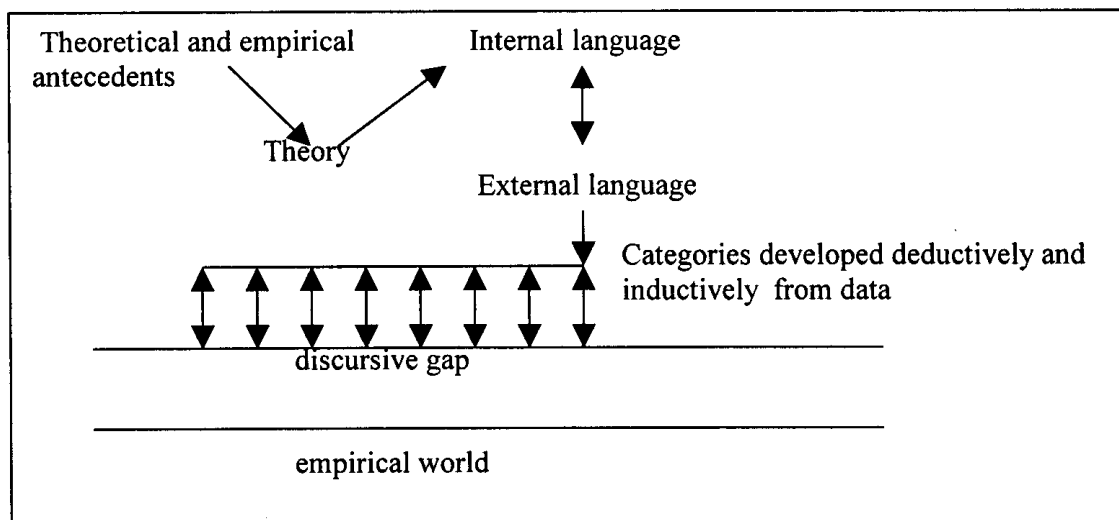 Theoretical and empirical
antecedents
Internal language
Theory
External language
Categories developed deductively and
inductively from data
discursive gap
empirical world